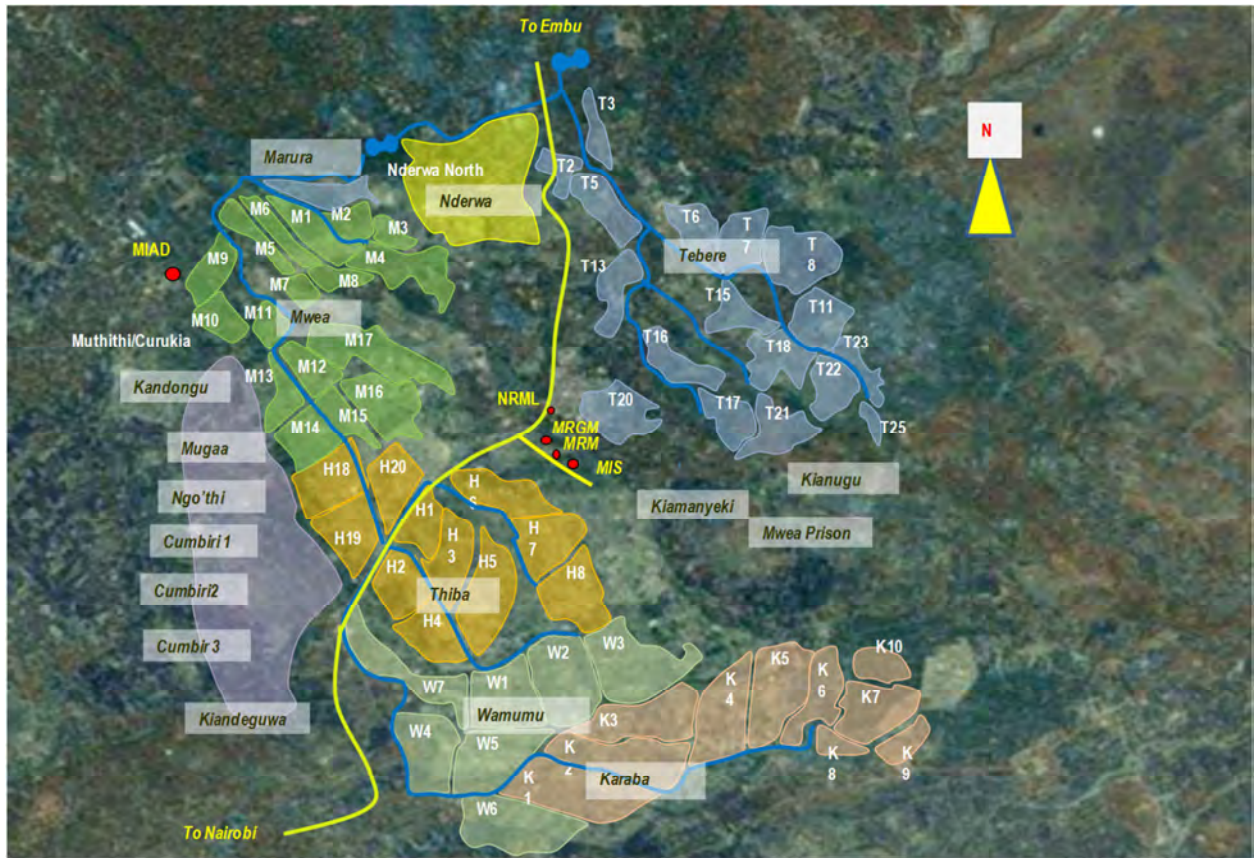 To Embu
T3
N
Marura
Nderwa North
T2
T5
Nderwa
M6
M1
M2
M3
T6
T
7
T
8
MIAD
M9
M5
M4
Tebere
M7
M8
T13
T15
T11
M10
M11
Mwea
Muthithi/Curukia
M17
T16
T18
T23
Kandongu
M13
M12
T22
M16
NRML
T20
T17
T21
M15
MRGM
T25
Mugaa
M14
MRM
MIS
H18
H20
Kianugu
Ngo'thi
H
H1
Kiamanyeki
Cumbiri 1
H19
H
3
H
7
Mwea Prison
H2
H5
H8
Cumbiri2
Thiba
H4
Cumbir 3
W2
W3
K10
K5
W7
W1
K
4
K
6
K7
Kiandeguwa
Wamumu
K3
W4
W5
K
2
K
8
K
9
K
1
Karaba
W6
To Nairobi